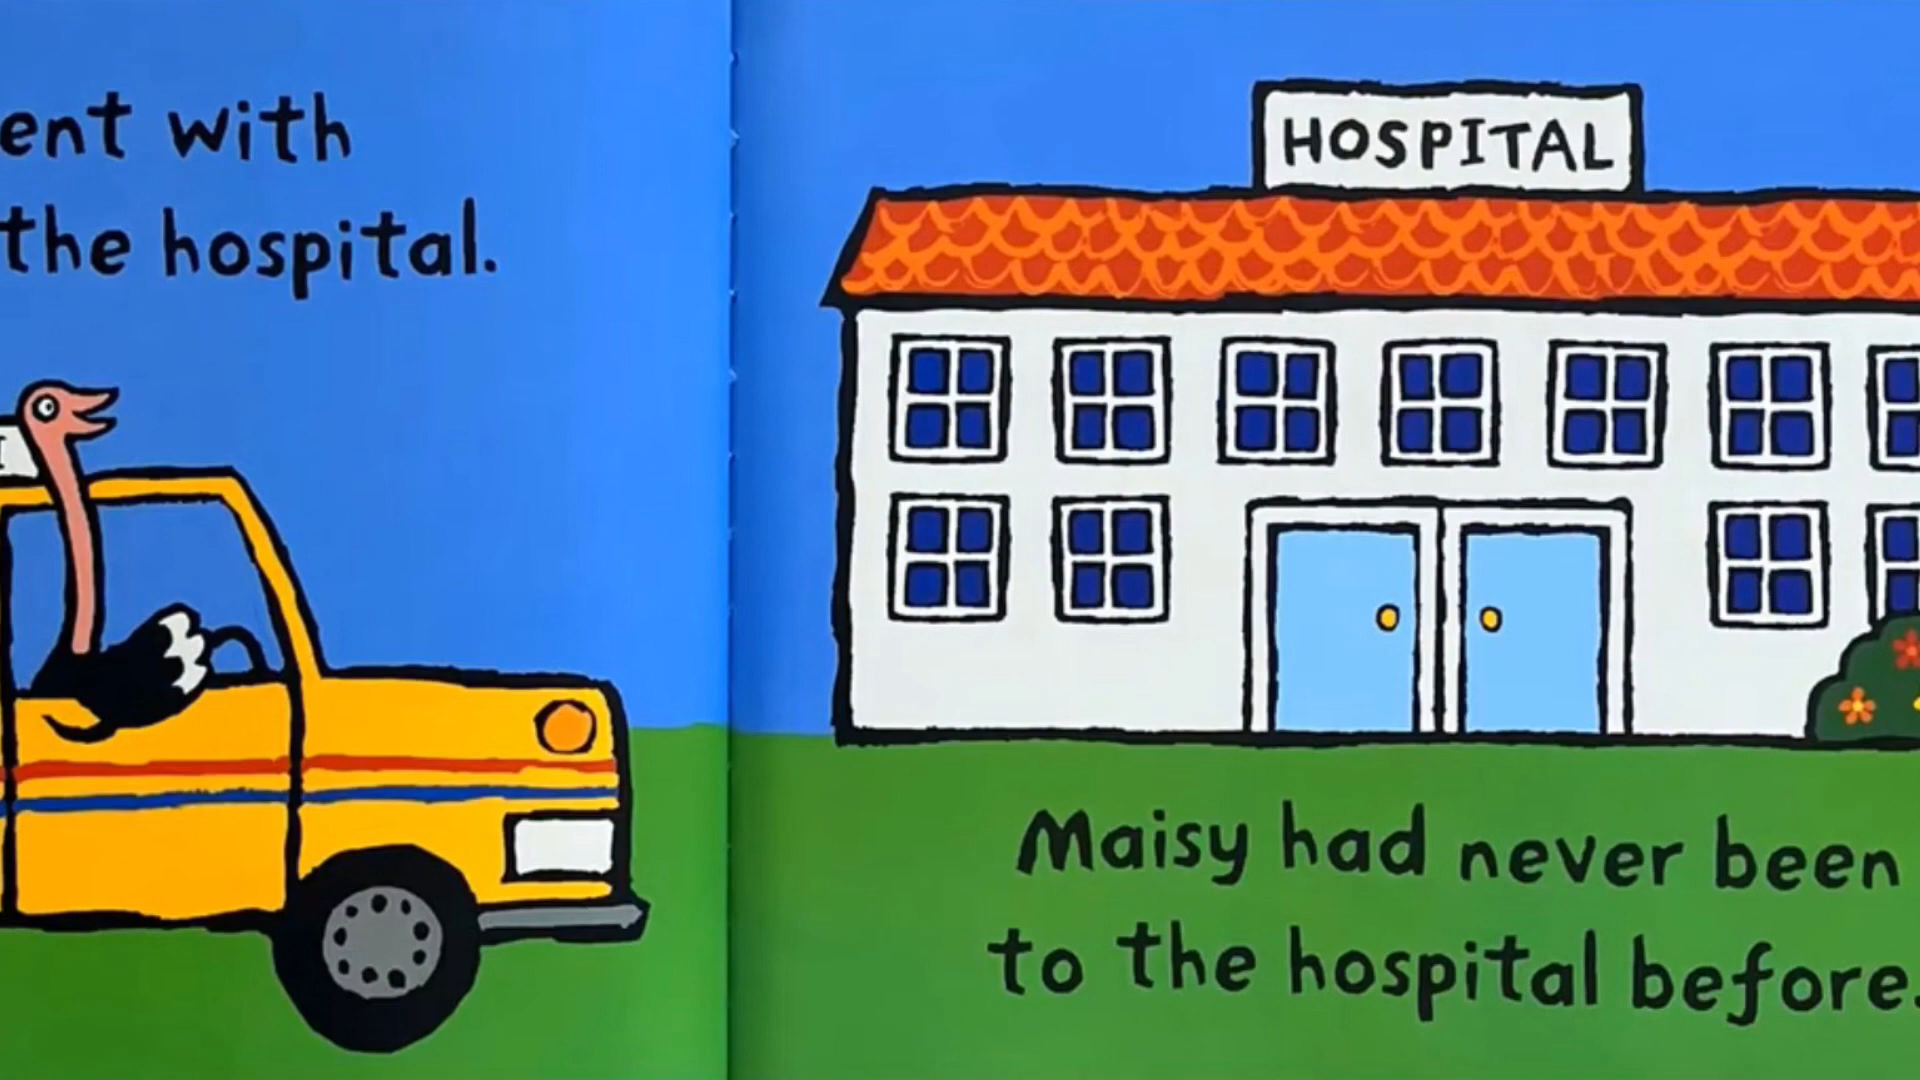 ent with
the hospital.
I
HOSPITAL
Maisy had never been
to the hospital before.